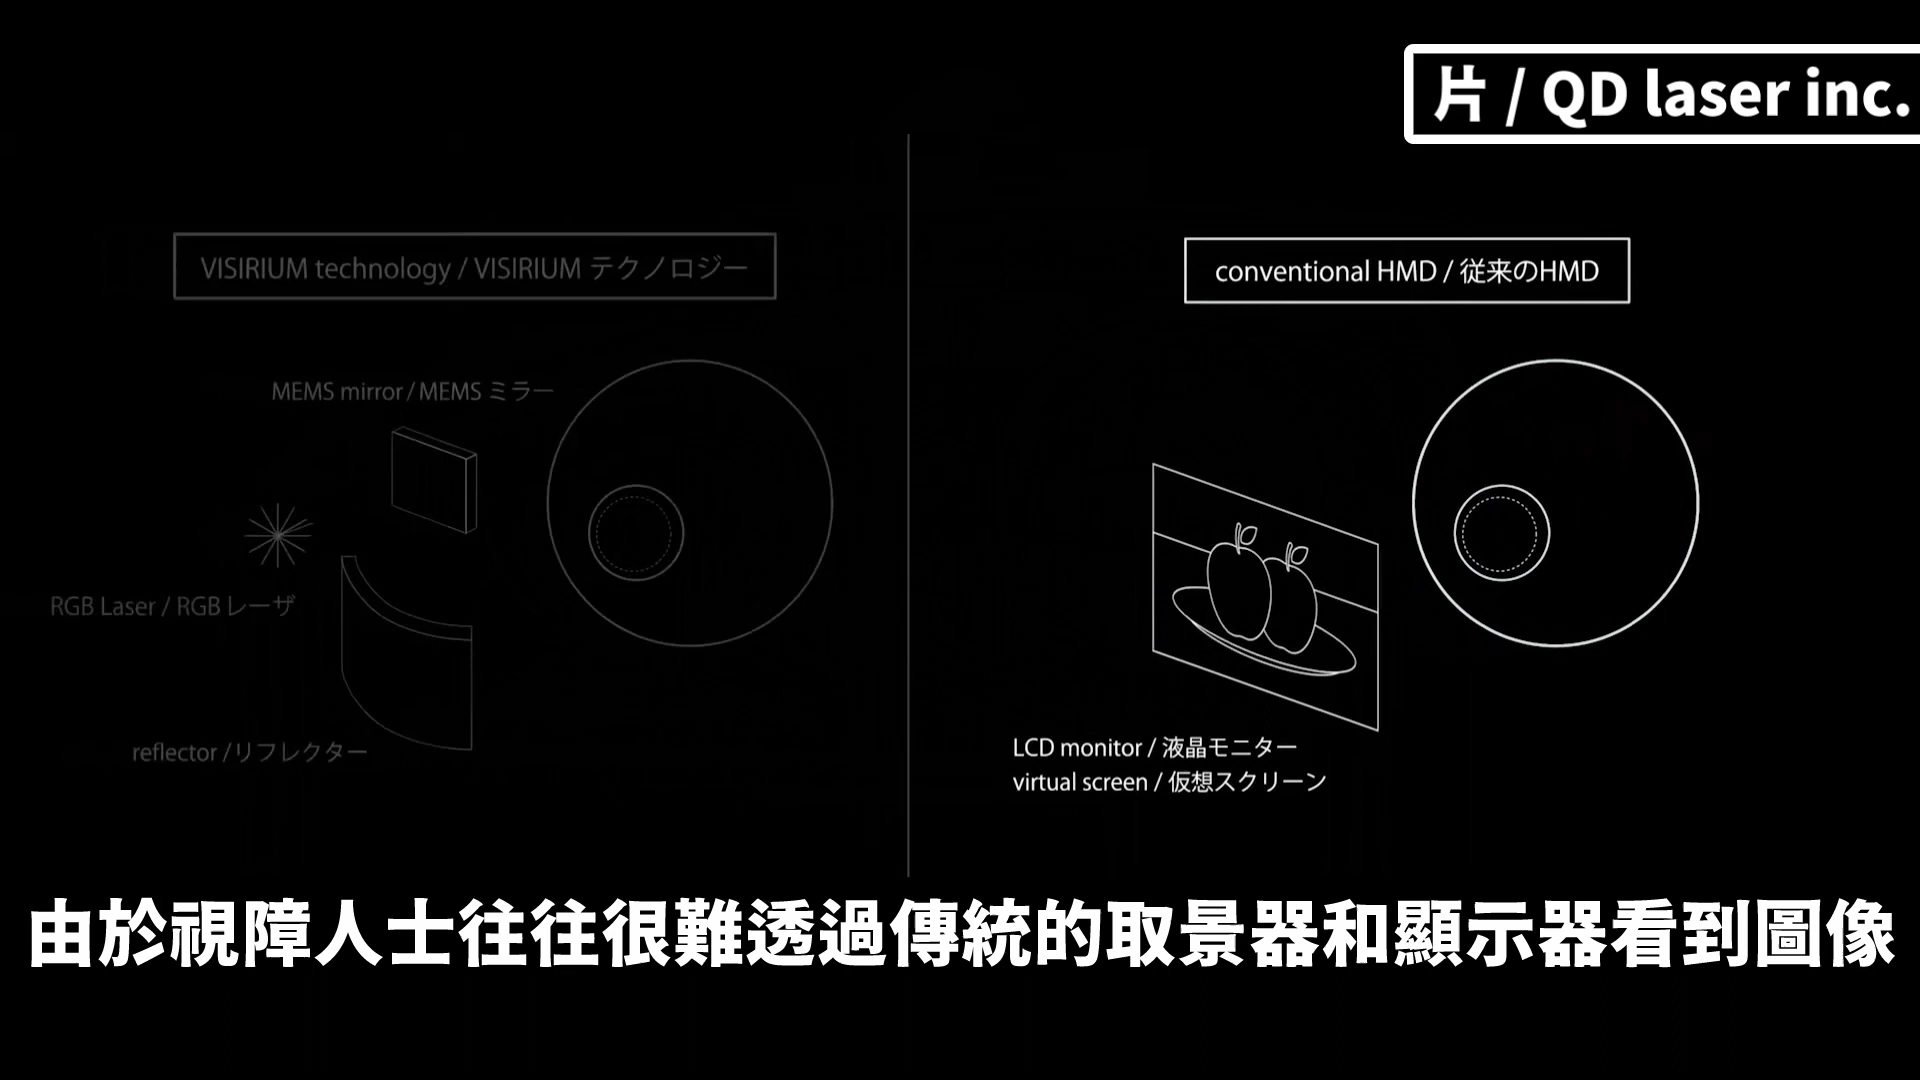 片 / QD laser inc.
VISIRIUM technology / VISIRIUM テクノロジー
MEMS mirror / MEMS ミラー
RGB Laser / RGB レーザ
reflector /リフレクター
conventional HMD / 従来のHMD
LCD monitor / 液晶モニター
virtual screen / 仮想スクリーン
由於視障人士往往很難透過傳統的取景器和顯示器看到圖像